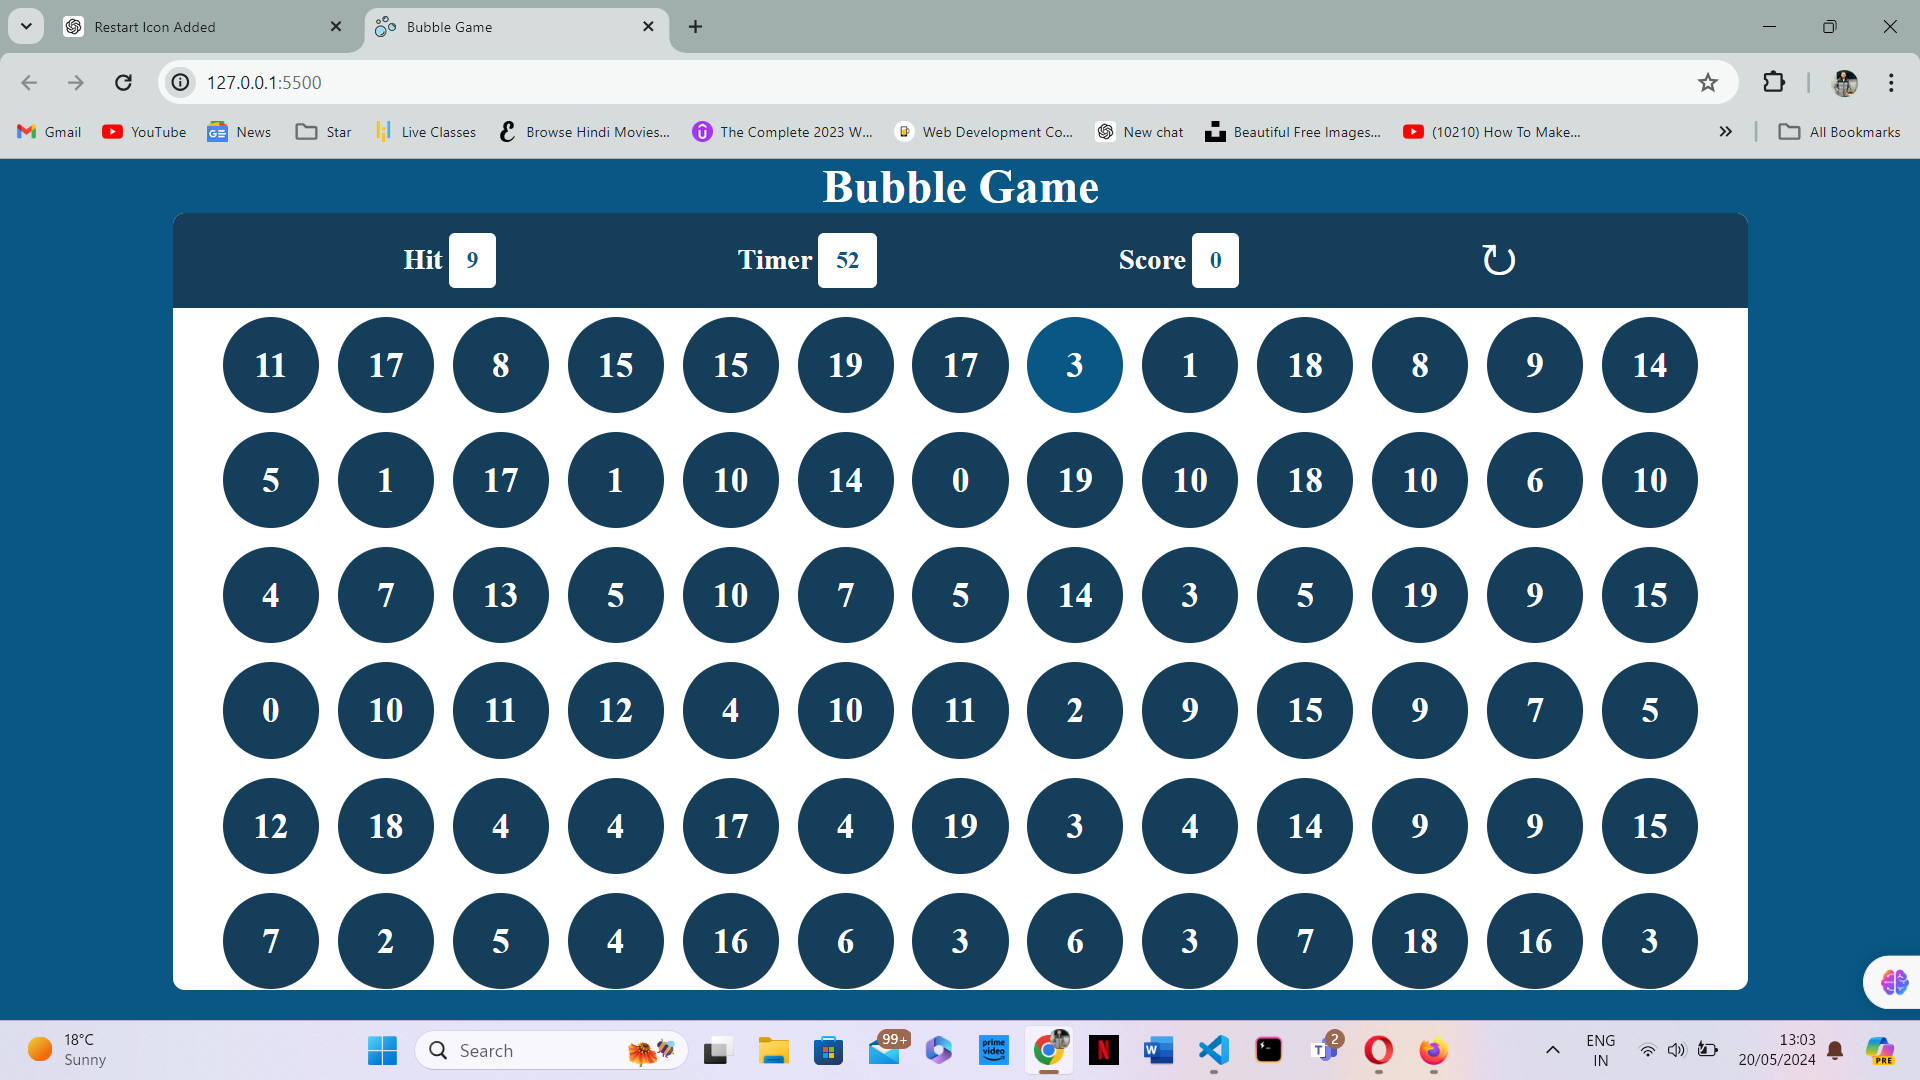 Restart Icon Added
Bubble Game
127.0.0.1:5500
Gmail YouTube News Star Live Classes Browse Hindi Movies... The Complete 2023 W... Web Development Co... New chat Beautiful Free Images... (10210) How To Make... All Bookmarks
Bubble Game
Hit 9 Timer 52 Score 0
11 17 8 15 15 19 17 3 1 18 8 9 14
5 1 17 1 10 14 0 19 10 18 10 6 10
4 7 13 5 10 7 5 14 3 5 19 9 15
0 10 11 12 4 10 11 2 9 15 9 7 5
12 18 4 4 17 4 19 3 4 14 9 9 15
7 2 5 4 16 6 3 6 3 7 18 16 3
18°C
Sunny
Search
99+
prime
video
N
W
T
2
ENG
IN
13:03
20/05/2024
PRE